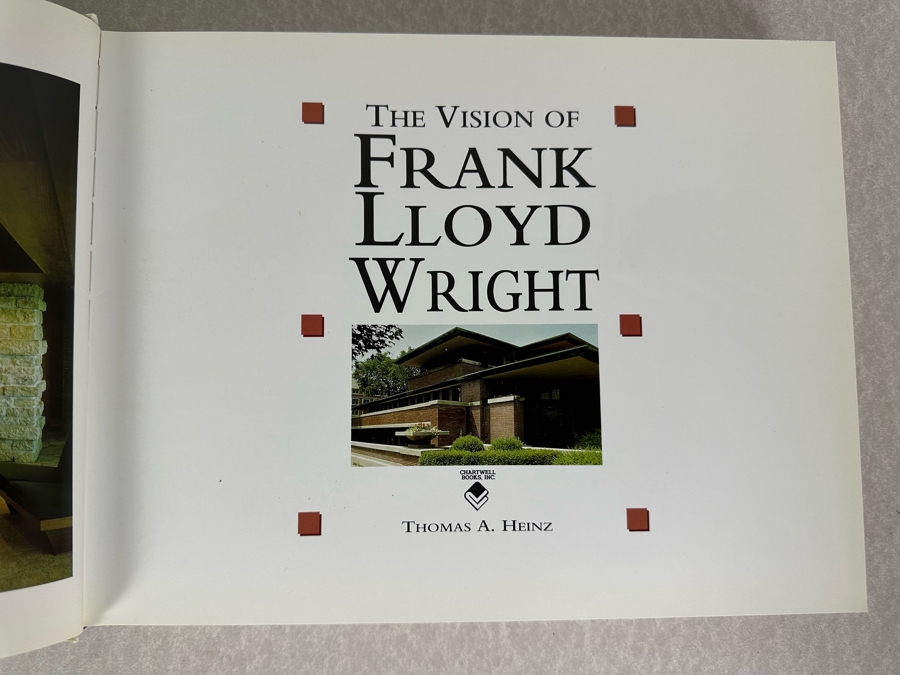 The Vision of
Frank
Lloyd
Wright
CHARTWELL
BOOKS, INC.
Thomas A. Heinz